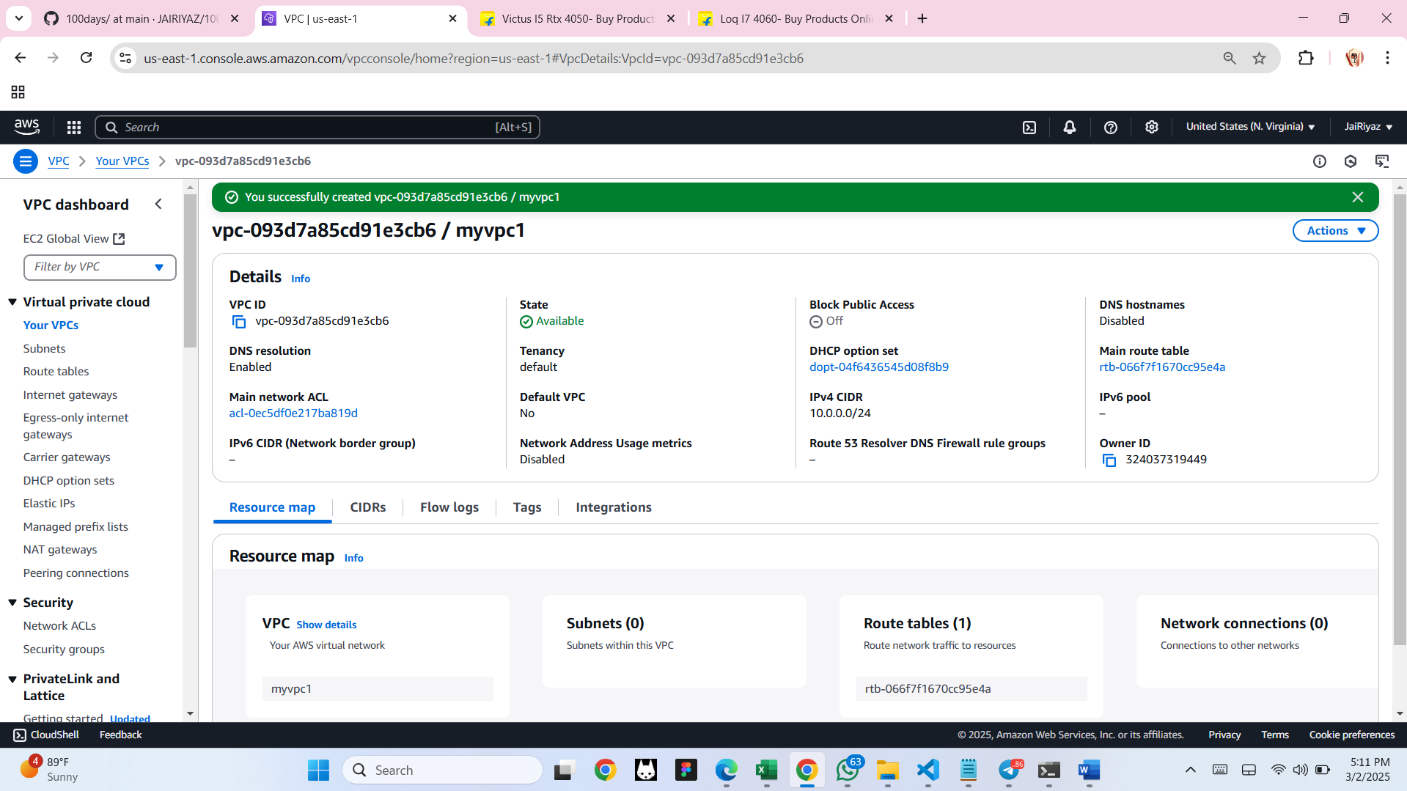 100days/ at main · JAIRIYAZ/100
VPC | us-east-1
Victus I5 Rtx 4050- Buy Product
Loq I7 4060- Buy Products Onli
us-east-1.console.aws.amazon.com/vpcconsole/home?region=us-east-1#VpcDetails:VpcId=vpc-093d7a85cd91e3cb6
aws
Search
[Alt+S]
United States (N. Virginia)
JaiRiyaz
VPC
Your VPCs
vpc-093d7a85cd91e3cb6
VPC dashboard
EC2 Global View
Filter by VPC
Virtual private cloud
Your VPCs
Subnets
Route tables
Internet gateways
Egress-only internet
gateways
Carrier gateways
DHCP option sets
Elastic IPs
Managed prefix lists
NAT gateways
Peering connections
Security
Network ACLs
Security groups
PrivateLink and
Lattice
Getting started Updated
You successfully created vpc-093d7a85cd91e3cb6 / myvpc1
vpc-093d7a85cd91e3cb6 / myvpc1
Actions
Details Info
VPC ID
vpc-093d7a85cd91e3cb6
State
Available
Block Public Access
Off
DNS hostnames
Disabled
DNS resolution
Enabled
Tenancy
default
DHCP option set
dopt-04f6436545d08f8b9
Main route table
rtb-066f7f1670cc95e4a
Main network ACL
acl-0ec5df0e217ba819d
Default VPC
No
IPv4 CIDR
10.0.0.0/24
IPv6 pool
–
IPv6 CIDR (Network border group)
–
Network Address Usage metrics
Disabled
Route 53 Resolver DNS Firewall rule groups
–
Owner ID
324037319449
Resource map
CIDRs
Flow logs
Tags
Integrations
Resource map Info
VPC Show details
Your AWS virtual network
myvpc1
Subnets (0)
Subnets within this VPC
Route tables (1)
Route network traffic to resources
rtb-066f7f1670cc95e4a
Network connections (0)
Connections to other networks
CloudShell
Feedback
© 2025, Amazon Web Services, Inc. or its affiliates.
Privacy
Terms
Cookie preferences
4
89°F
Sunny
Search
63
86
5:11 PM
3/2/2025